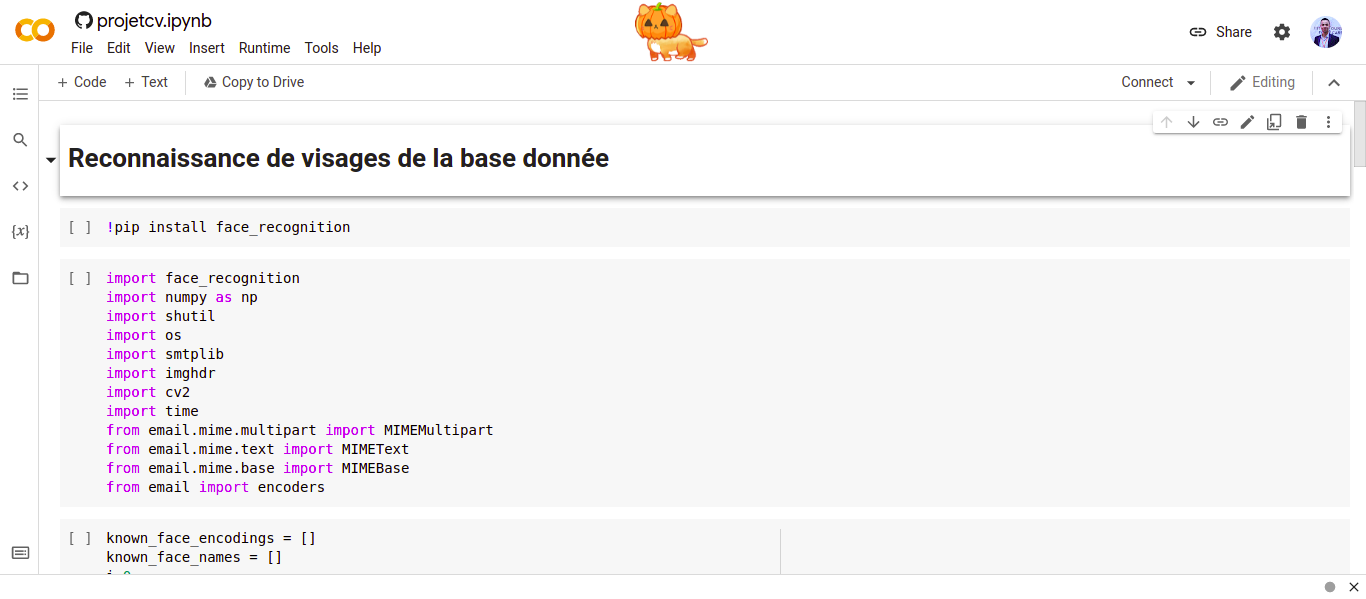 projetcv.ipynb
File Edit View Insert Runtime Tools Help
Share
+ Code + Text Copy to Drive
Connect Editing
Reconnaissance de visages de la base donnée
[ ] !pip install face_recognition
[ ] import face_recognition
import numpy as np
import shutil
import os
import smtplib
import imghdr
import cv2
import time
from email.mime.multipart import MIMEMultipart
from email.mime.text import MIMEText
from email.mime.base import MIMEBase
from email import encoders
[ ] known_face_encodings = []
known_face_names = []